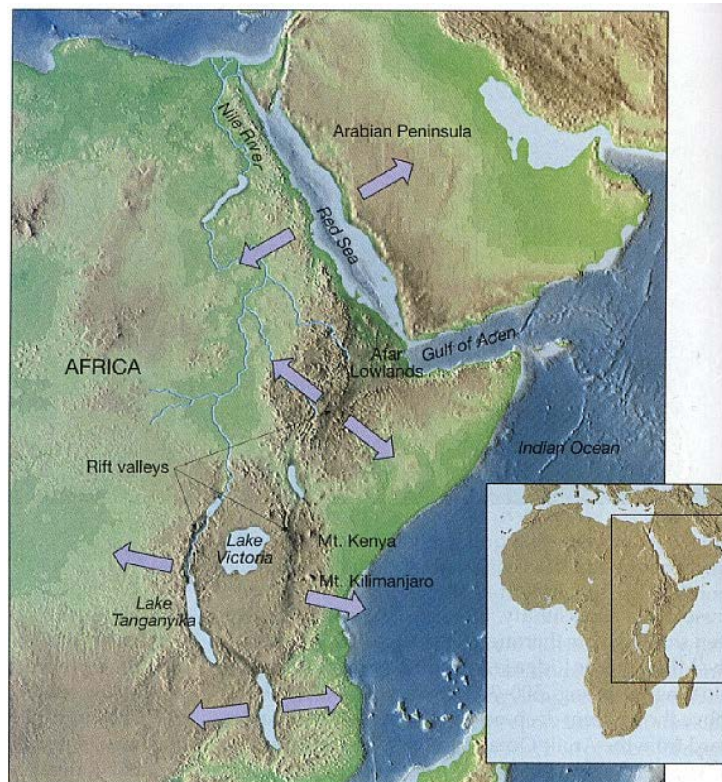 Nile River
Arabian Peninsula
Red Sea
AFRICA
Afar
Lowlands
Gulf of Aden
Indian Ocean
Rift valleys
Lake
Victoria
Mt. Kenya
Mt. Kilimanjaro
Lake
Tanganyika